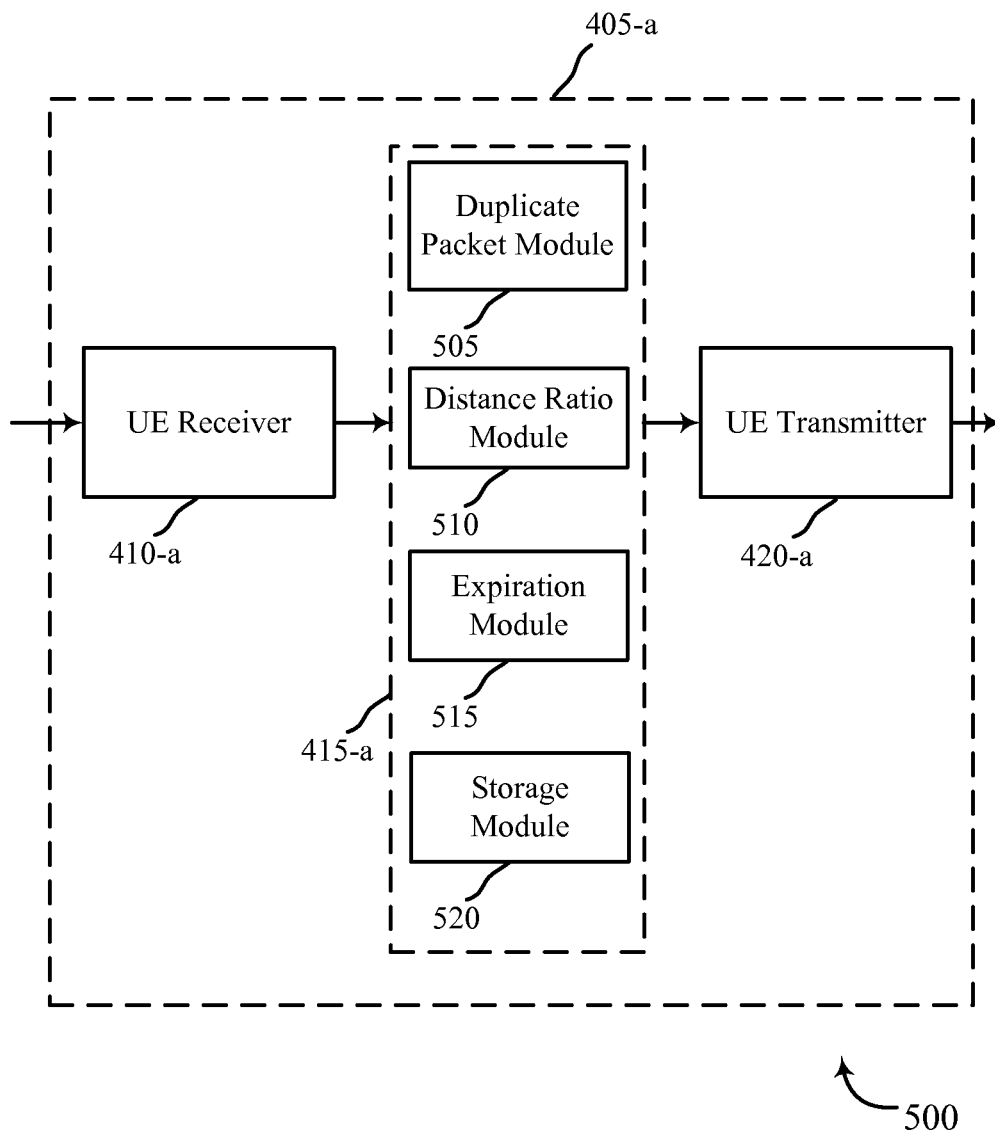 405-a
Duplicate
Packet Module
505
UE Receiver
410-a
Distance Ratio
Module
510
UE Transmitter
420-a
Expiration
Module
515
415-a
Storage
Module
520
500